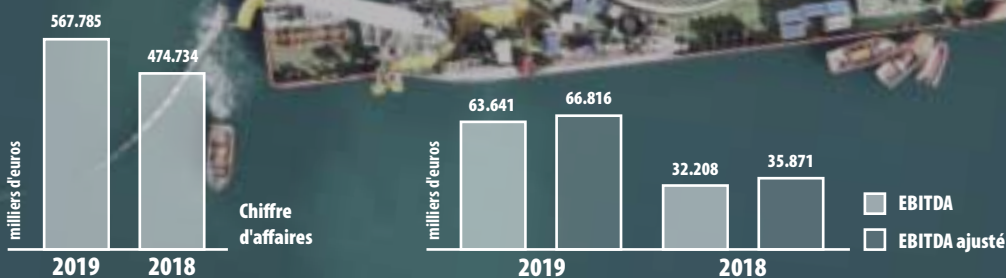 567.785
474.734
milliers d'euros
2019
2018
Chiffre
d'affaires
63.641
66.816
32.208
35.871
milliers d'euros
2019
2018
EBITDA
EBITDA ajusté